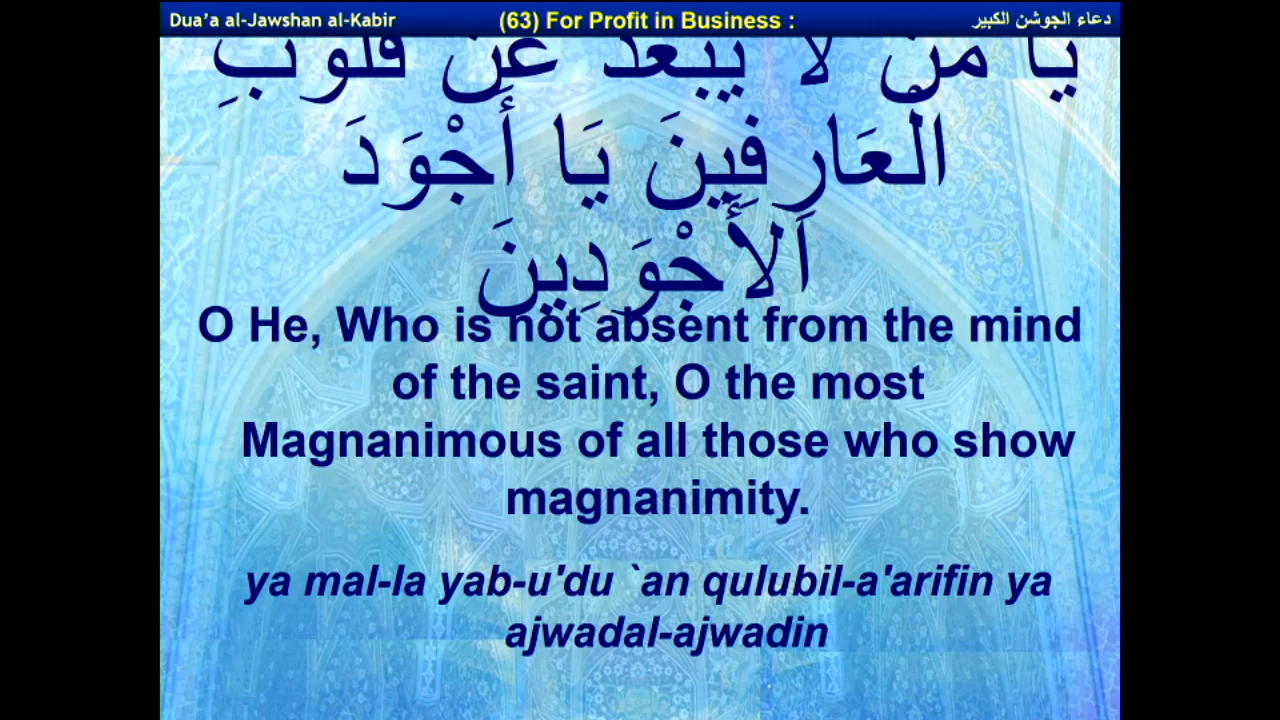 Dua’a al-Jawshan al-Kabir (63) For Profit in Business : دعاء الجوشن الكبير
يَا مَنْ لَا يَبْعُدُ عَنْ قُلُوبِ
الْعَارِفِينَ يَا أَجْوَدَ
اَلأَجْوَدِينَ
O He, Who is not absent from the mind
of the saint, O the most
Magnanimous of all those who show
magnanimity.
ya mal-la yab-u'du `an qulubil-a'arifin ya
ajwadal-ajwadin